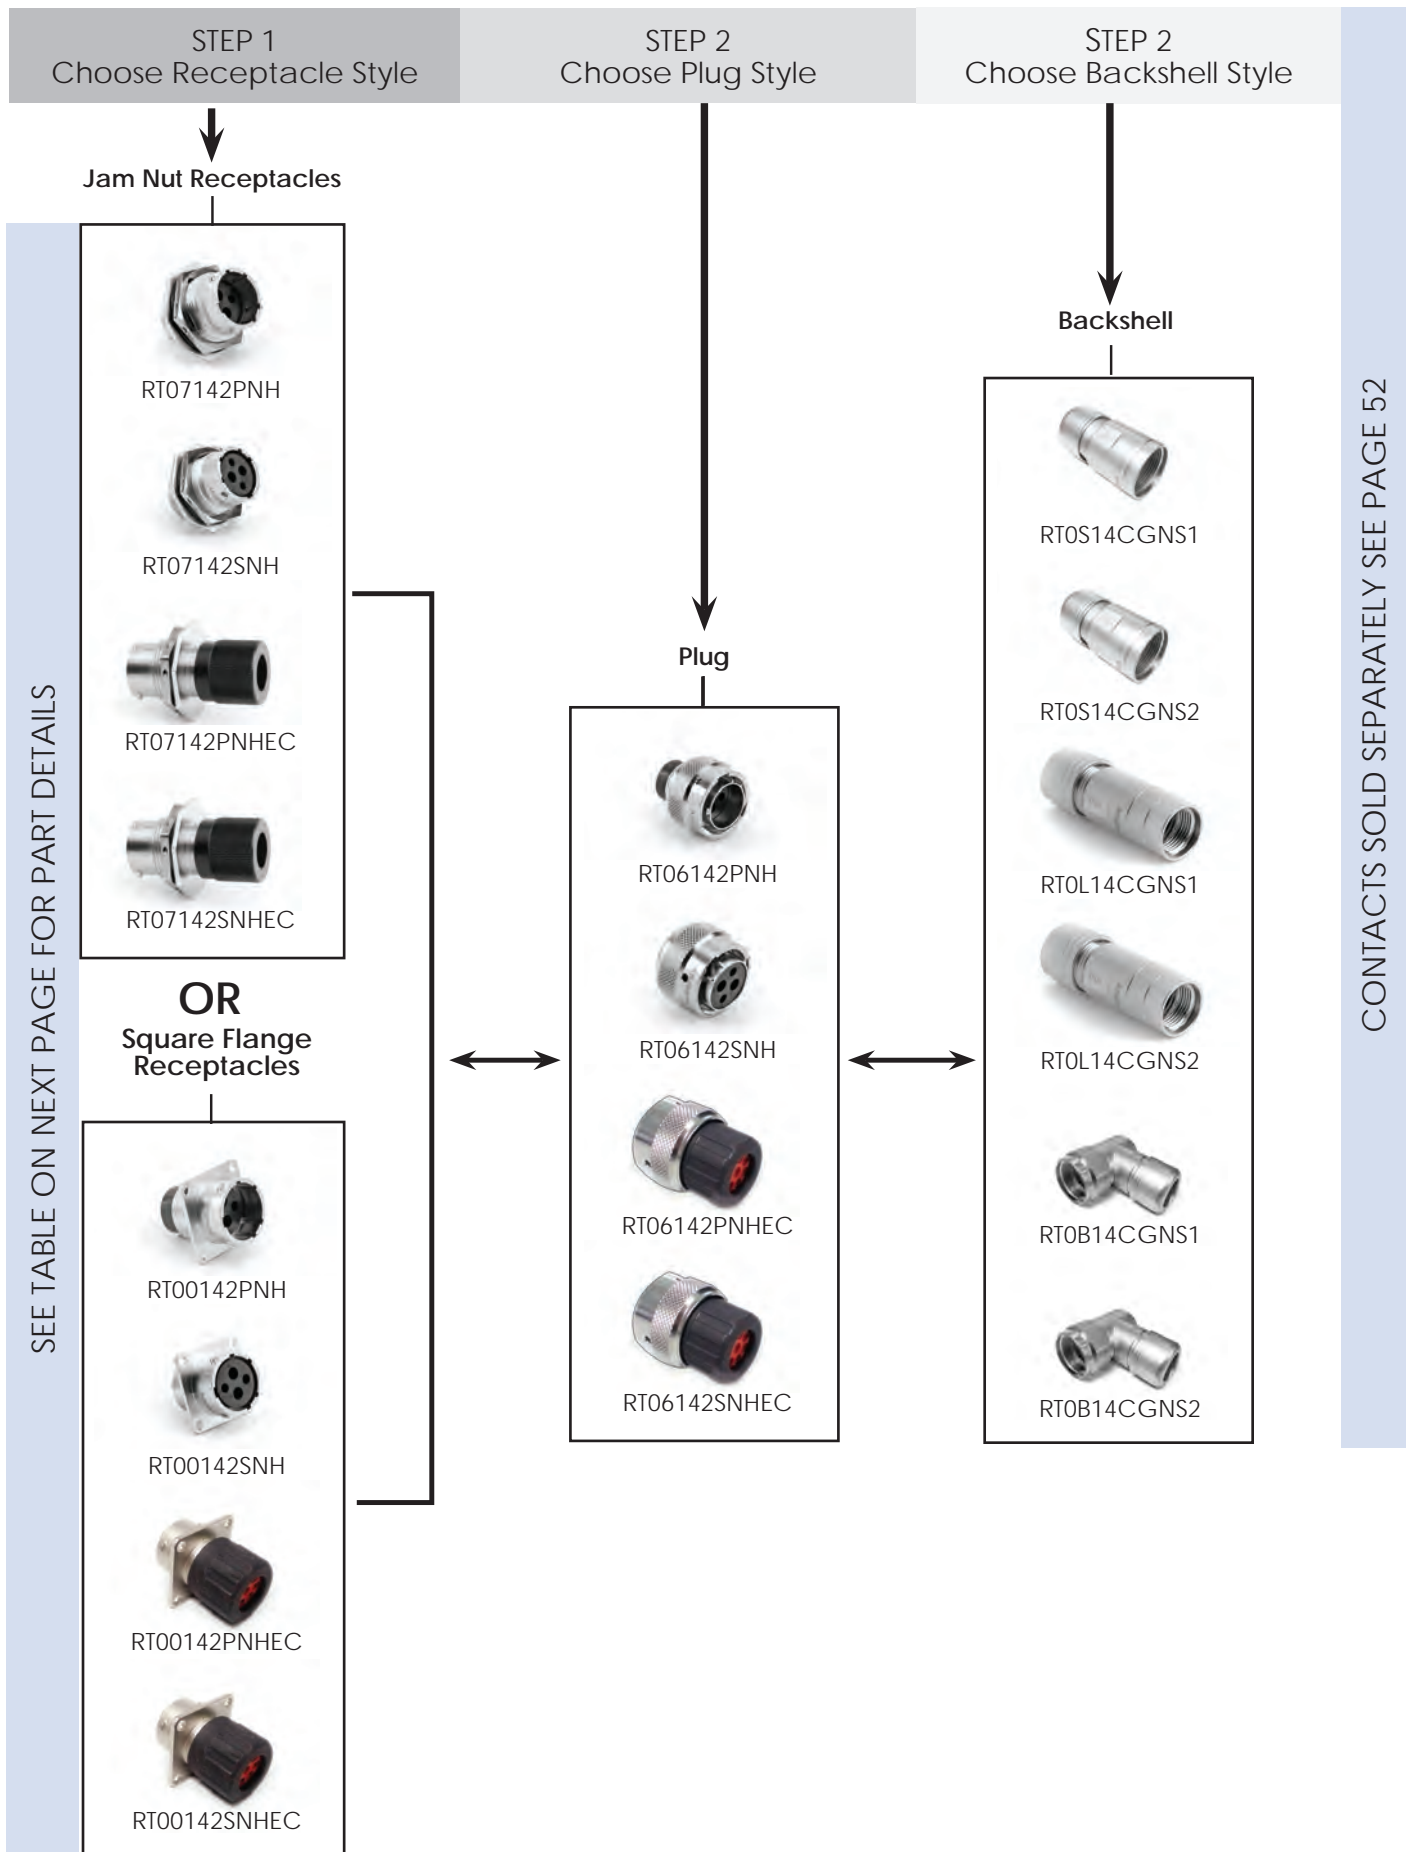 STEP 1
Choose Receptacle Style
STEP 2
Choose Plug Style
STEP 2
Choose Backshell Style
Jam Nut Receptacles
RT07142PNH
RT07142SNH
RT07142PNHEC
RT07142SNHEC
OR
Square Flange
Receptacles
RT00142PNH
RT00142SNH
RT00142PNHEC
RT00142SNHEC
Plug
RT06142PNH
RT06142SNH
RT06142PNHEC
RT06142SNHEC
Backshell
RT0S14CGNS1
RT0S14CGNS2
RT0L14CGNS1
RT0L14CGNS2
RT0B14CGNS1
RT0B14CGNS2
SEE TABLE ON NEXT PAGE FOR PART DETAILS
CONTACTS SOLD SEPARATELY SEE PAGE 52